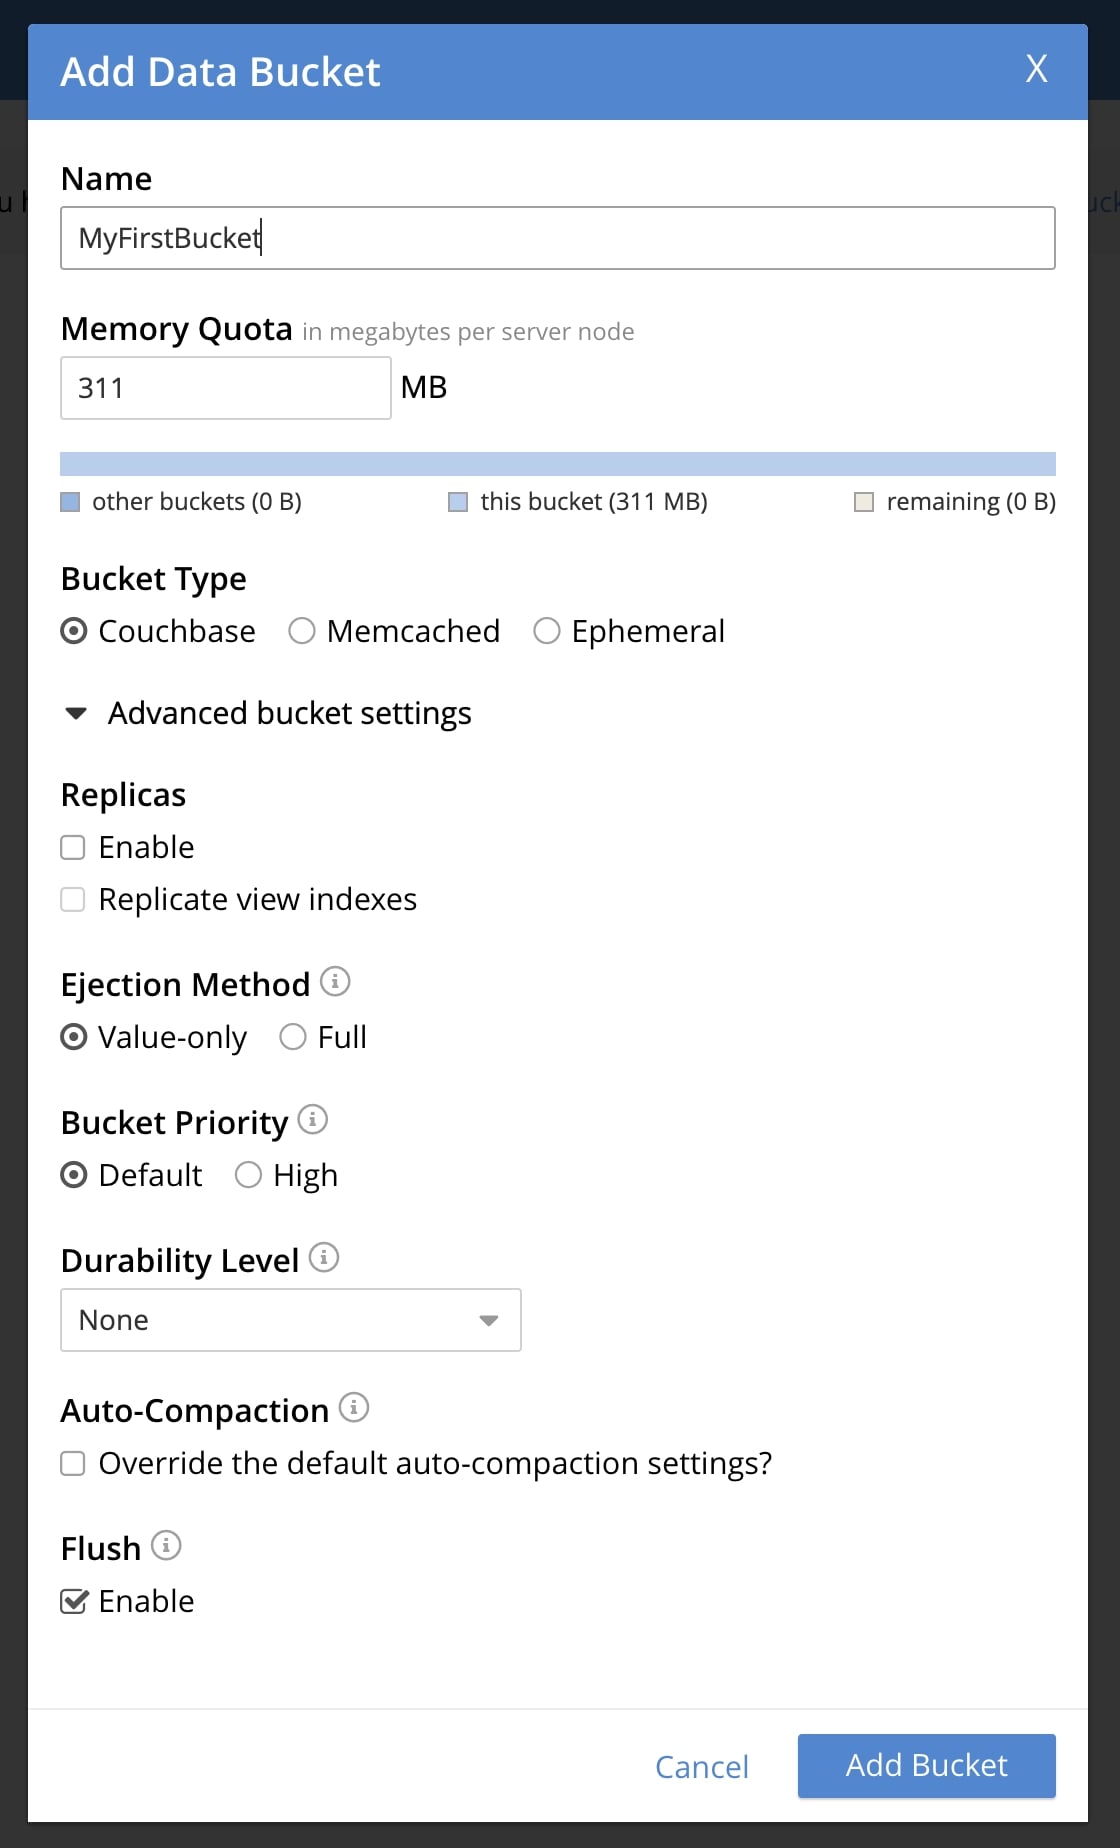 Add Data Bucket X
Name
MyFirstBucket
Memory Quota in megabytes per server node
311 MB
other buckets (0 B) this bucket (311 MB) remaining (0 B)
Bucket Type
Couchbase Memcached Ephemeral
Advanced bucket settings
Replicas
Enable
Replicate view indexes
Ejection Method
Value-only Full
Bucket Priority
Default High
Durability Level
None
Auto-Compaction
Override the default auto-compaction settings?
Flush
Enable
Cancel Add Bucket